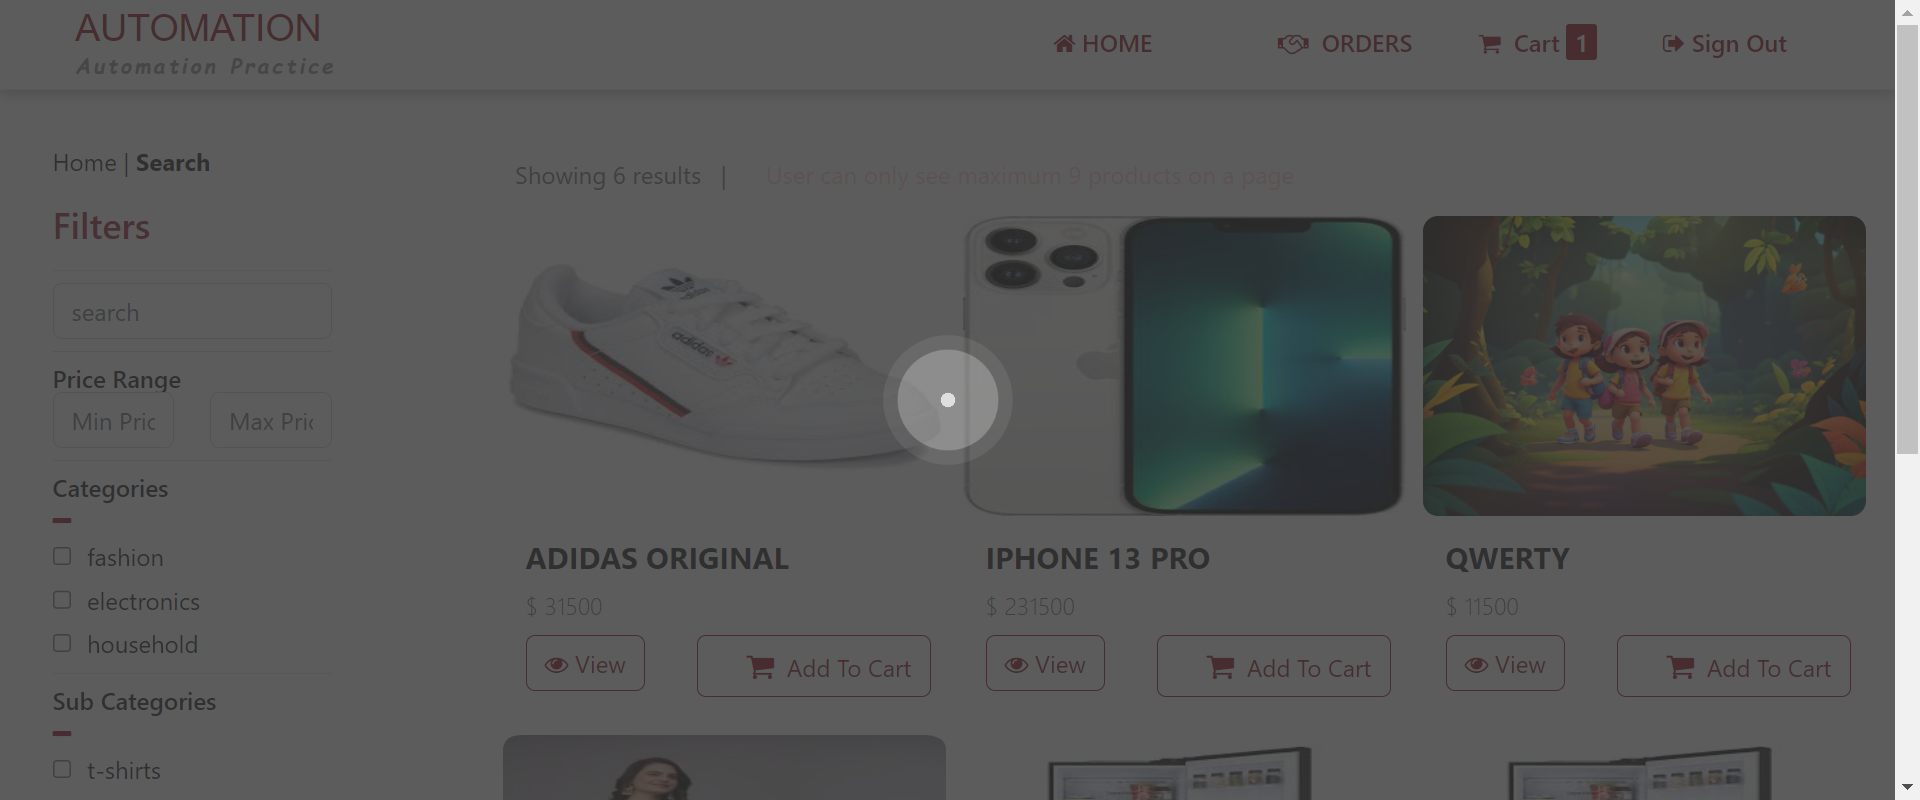 AUTOMATION
Automation Practice
HOME
ORDERS
Cart 1
Sign Out
Home | Search
Showing 6 results |
User can only see maximum 9 products on a page
Filters
search
Price Range
Min Pric
Max Pric
Categories
fashion
electronics
household
Sub Categories
t-shirts
adidas
ADIDAS ORIGINAL
$ 31500
View
Add To Cart
IPHONE 13 PRO
$ 231500
View
Add To Cart
QWERTY
$ 11500
View
Add To Cart